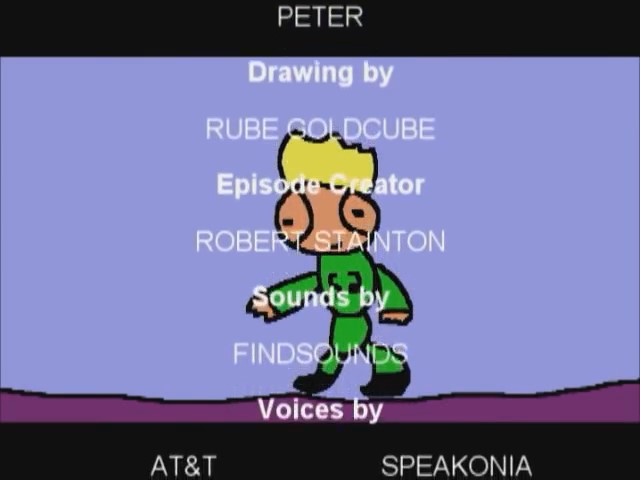 PETER
Drawing by
RUBE GOLDCUBE
Episode Creator
ROBERT STAINTON
Sounds by
FINDSOUNDS
Voices by
AT&T SPEAKONIA